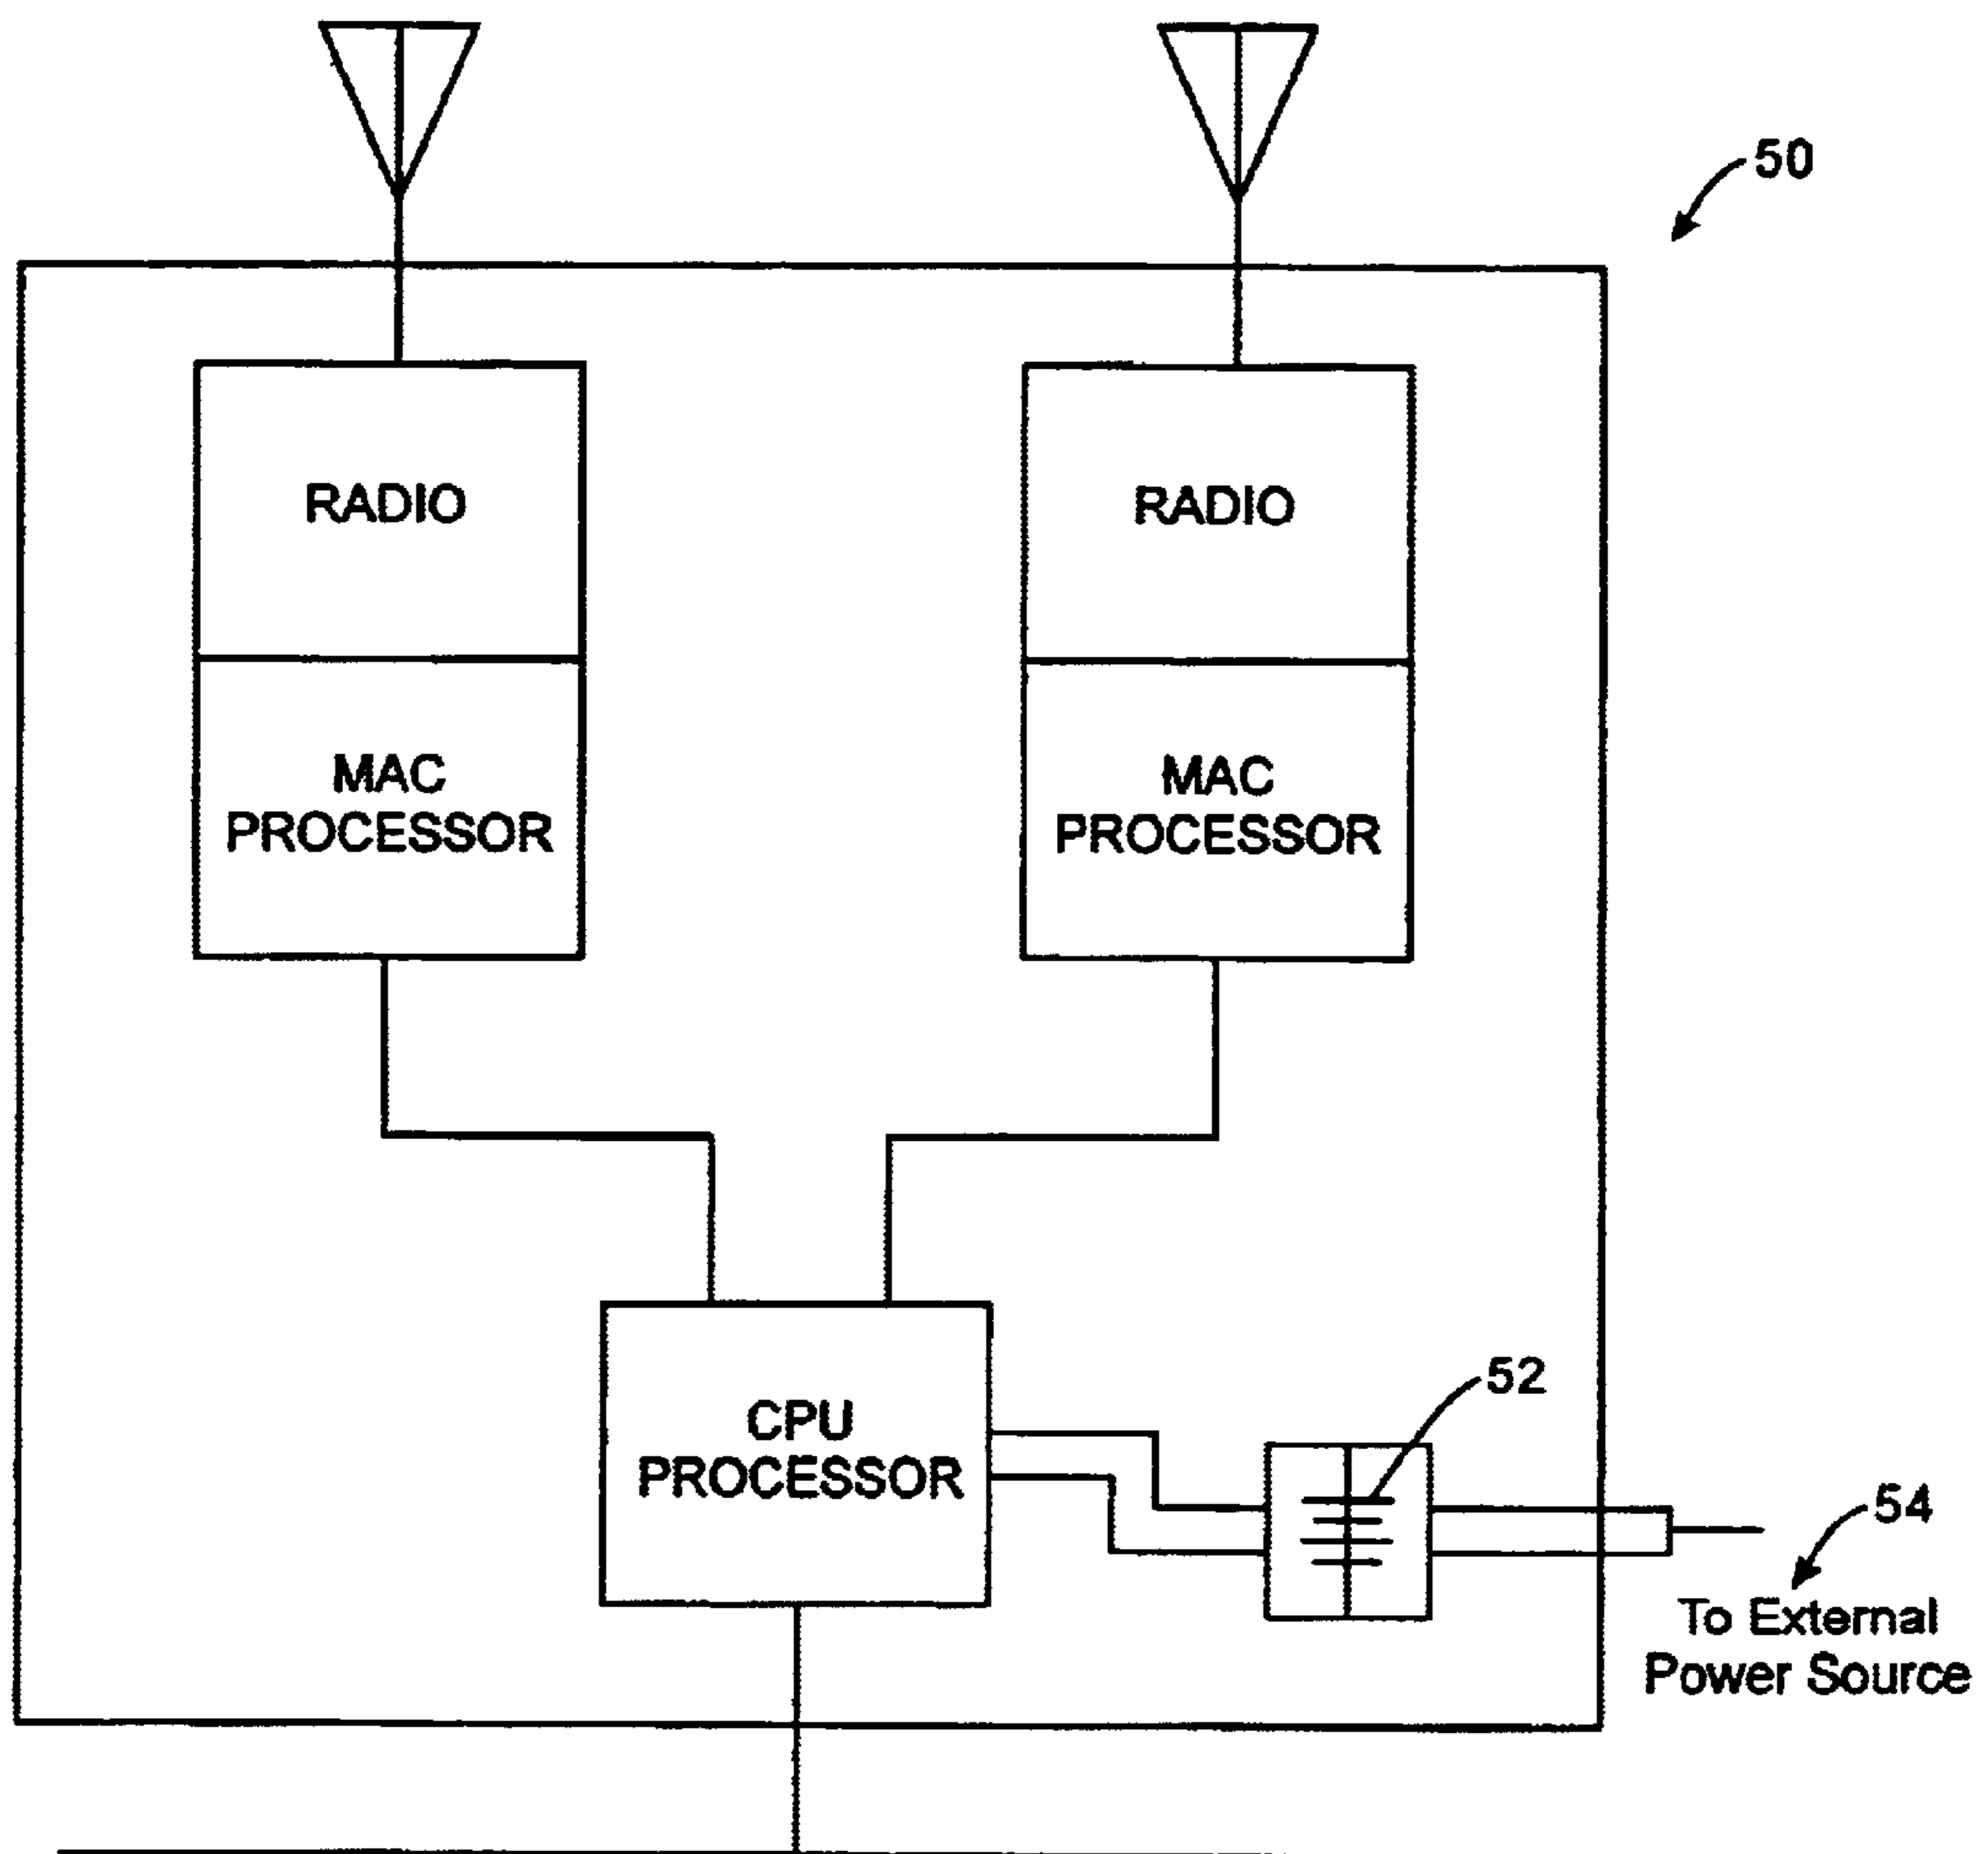 50
RADIO
RADIO
MAC
PROCESSOR
MAC
PROCESSOR
CPU
PROCESSOR
52
54
To External
Power Source